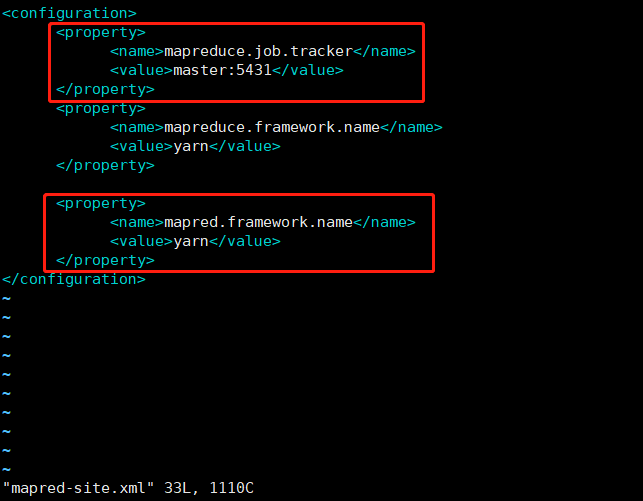 <configuration>
<property>
<name>mapreduce.job.tracker</name>
<value>master:5431</value>
</property>
<property>
<name>mapreduce.framework.name</name>
<value>yarn</value>
</property>
<property>
<name>mapred.framework.name</name>
<value>yarn</value>
</property>
</configuration>
~
~
~
~
~
~
~
~
~
~
"mapred-site.xml" 33L, 1110C